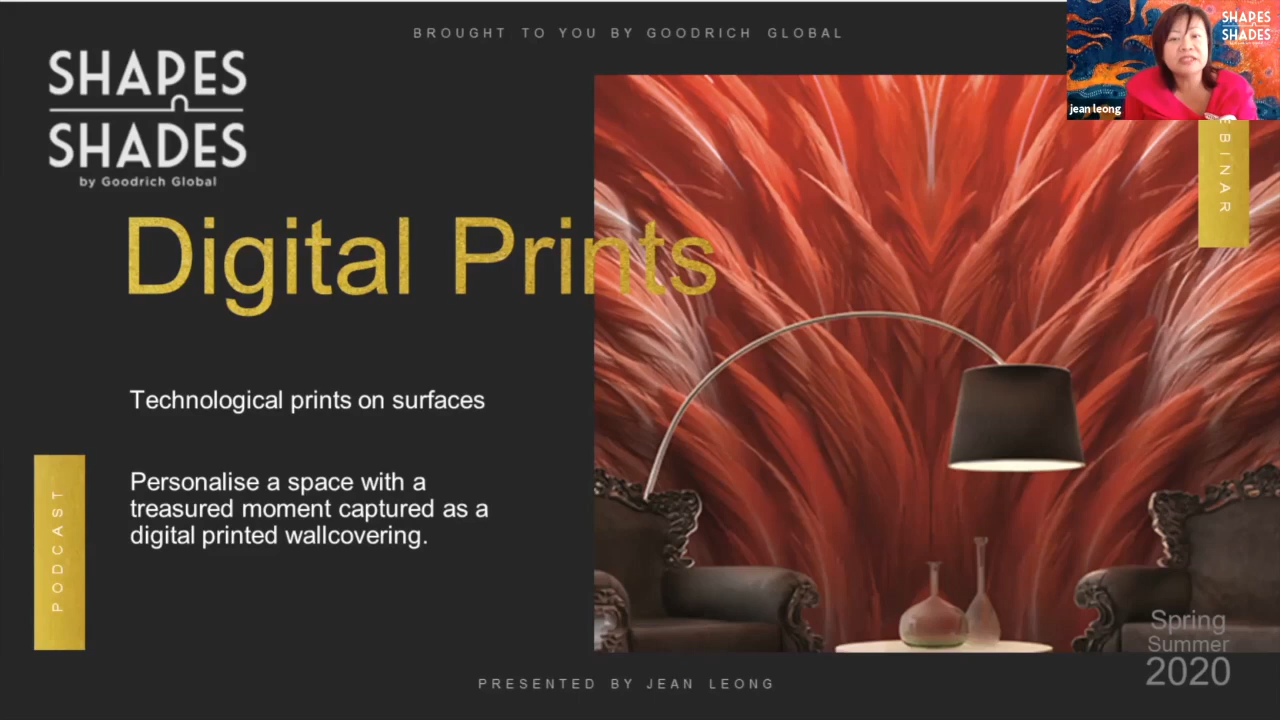 BROUGHT TO YOU BY GOODRICH GLOBAL
SHAPES
SHADES
by Goodrich Global
SHAPES
SHADES
jean leong
EBINAR
Digital Prints
Technological prints on surfaces
Personalise a space with a
treasured moment captured as a
digital printed wallcovering.
PODCAST
Spring
Summer
2020
PRESENTED BY JEAN LEONG